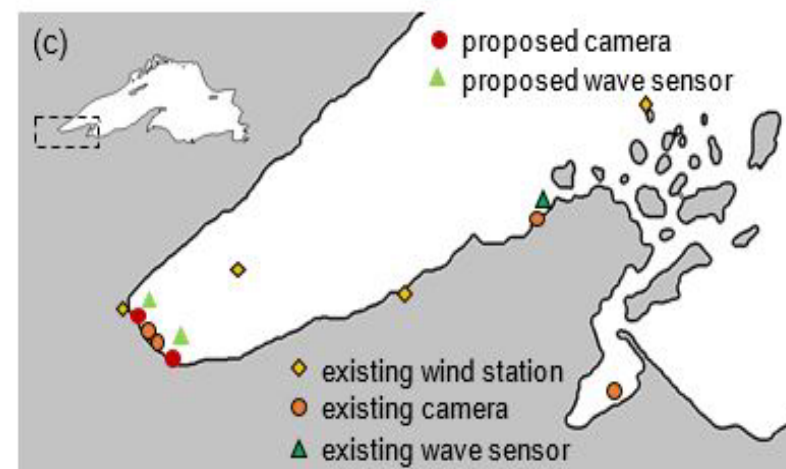 (c)
proposed camera
proposed wave sensor
existing wind station
existing camera
existing wave sensor